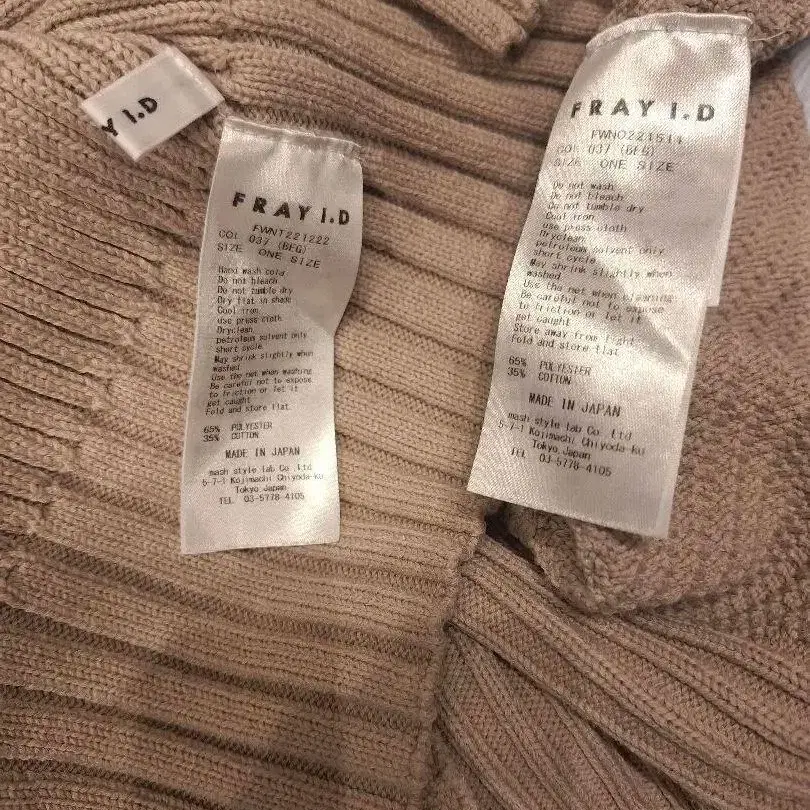 Y I.D
FRAY I.D
FWNT221222
COL 037 (BEG)
SIZE ONE SIZE
Hand wash cold
Do not bleach
Do not tumble dry
Dry flat in shade
Cool iron
use press cloth
Dryclean
petroleum solvent only
short cycle
May shrink slightly when
washed
Use the net when washing
Be careful not to expose
to friction or let it
get caught
Fold and store flat
65% POLYESTER
35% COTTON
MADE IN JAPAN
mash style lab Co.,Ltd
5-7-1 Kojimachi Chiyoda-ku
Tokyo Japan
TEL 03-5778-4105
FRAY I.D
FWNO221511
COL 037 (BEG)
SIZE ONE SIZE
Do not wash
Do not bleach
Do not tumble dry
Cool iron
use press cloth
Dryclean
petroleum solvent only
short cycle
May shrink slightly when
washed
Use the net when cleaning
Be careful not to expose
to friction or let it
get caught
Store away from light
Fold and store flat
65% POLYESTER
35% COTTON
MADE IN JAPAN
mash style lab Co.,Ltd
5-7-1 Kojimachi Chiyoda-ku
Tokyo Japan
TEL 03-5778-4105